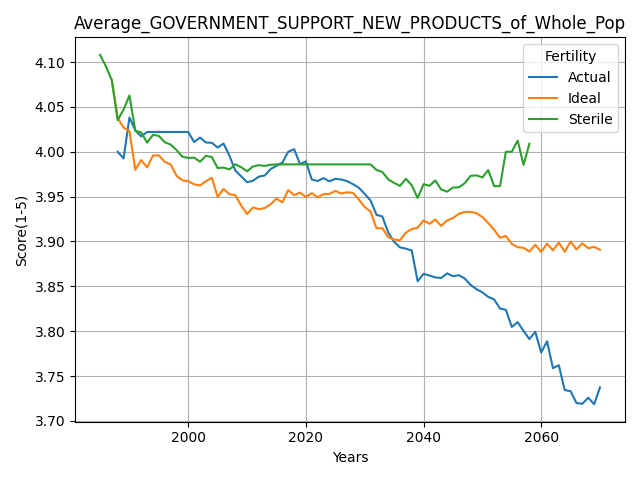 Average_GOVERNMENT_SUPPORT_NEW_PRODUCTS_of_Whole_Pop
Fertility
Actual
Ideal
Sterile
Score(1-5)
4.10
4.05
4.00
3.95
3.90
3.85
3.80
3.75
3.70
2000
2020
2040
2060
Years